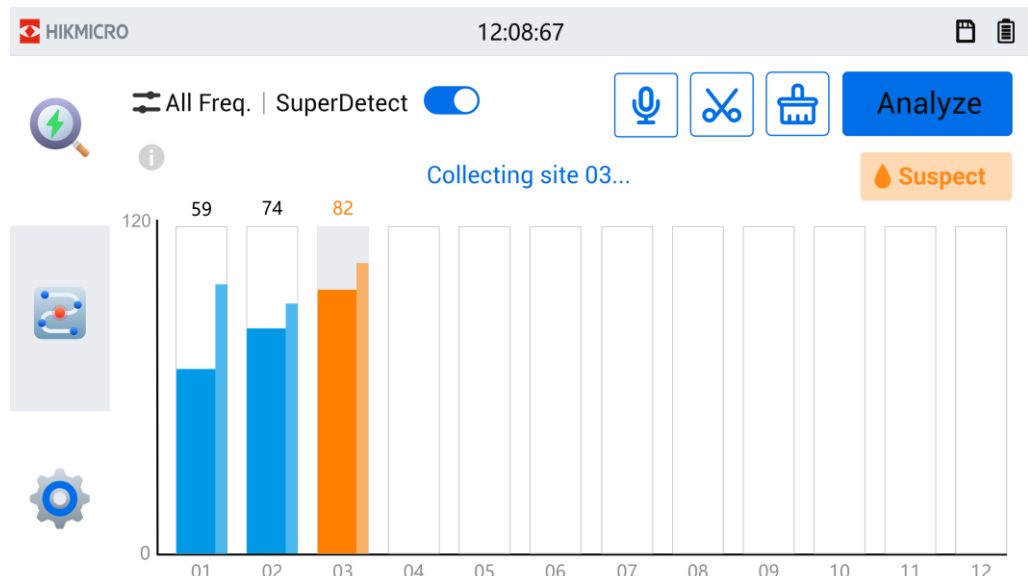 HIKMICRO 12:08:67
All Freq. | SuperDetect Analyze
i
Collecting site 03... Suspect
120 59 74 82
0
01 02 03 04 05 06 07 08 09 10 11 12